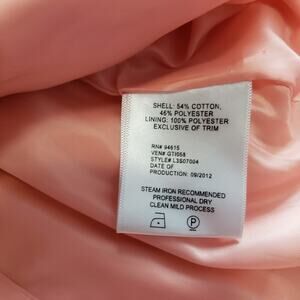 SHELL: 54% COTTON,
46% POLYESTER
LINING: 100% POLYESTER
EXCLUSIVE OF TRIM
RN# 94615
VEN# GTI058
STYLE# L3S07004
DATE OF
PRODUCTION: 09/2012
STEAM IRON RECOMMENDED
PROFESSIONAL DRY
CLEAN MILD PROCESS
P